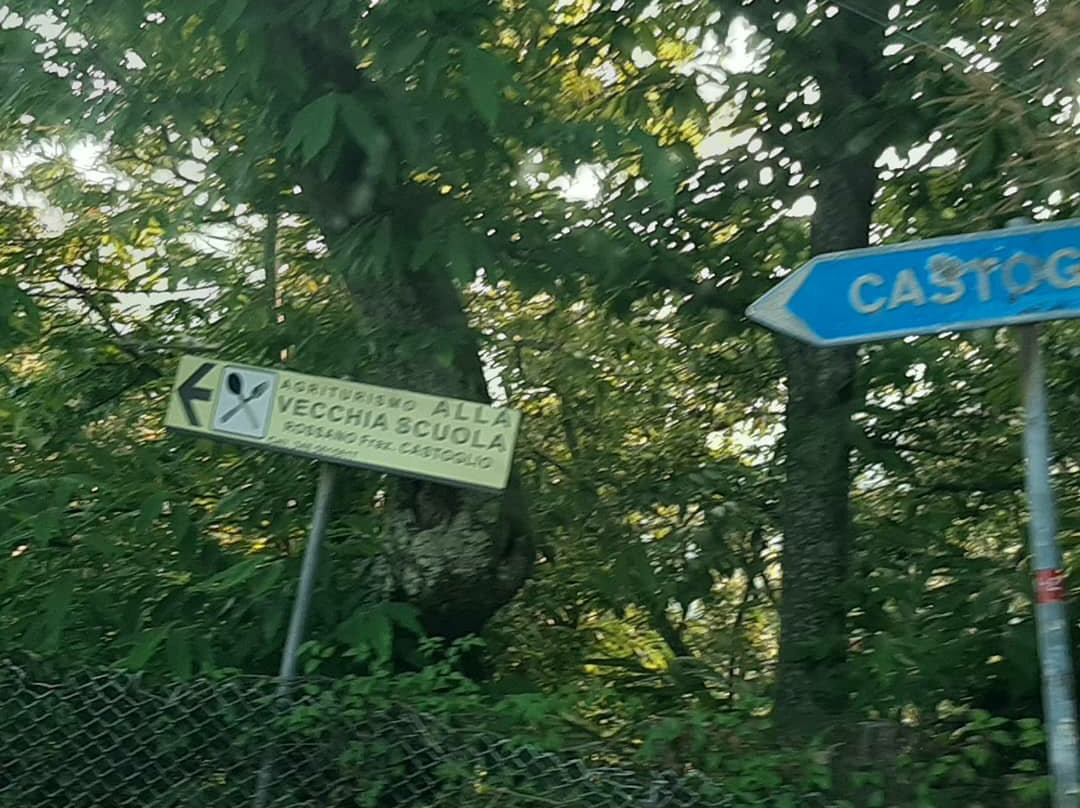 AGRITURISMO ALLA
VECCHIA SCUOLA
ROSSANO Fraz. CASTOGLIO
CASTOG